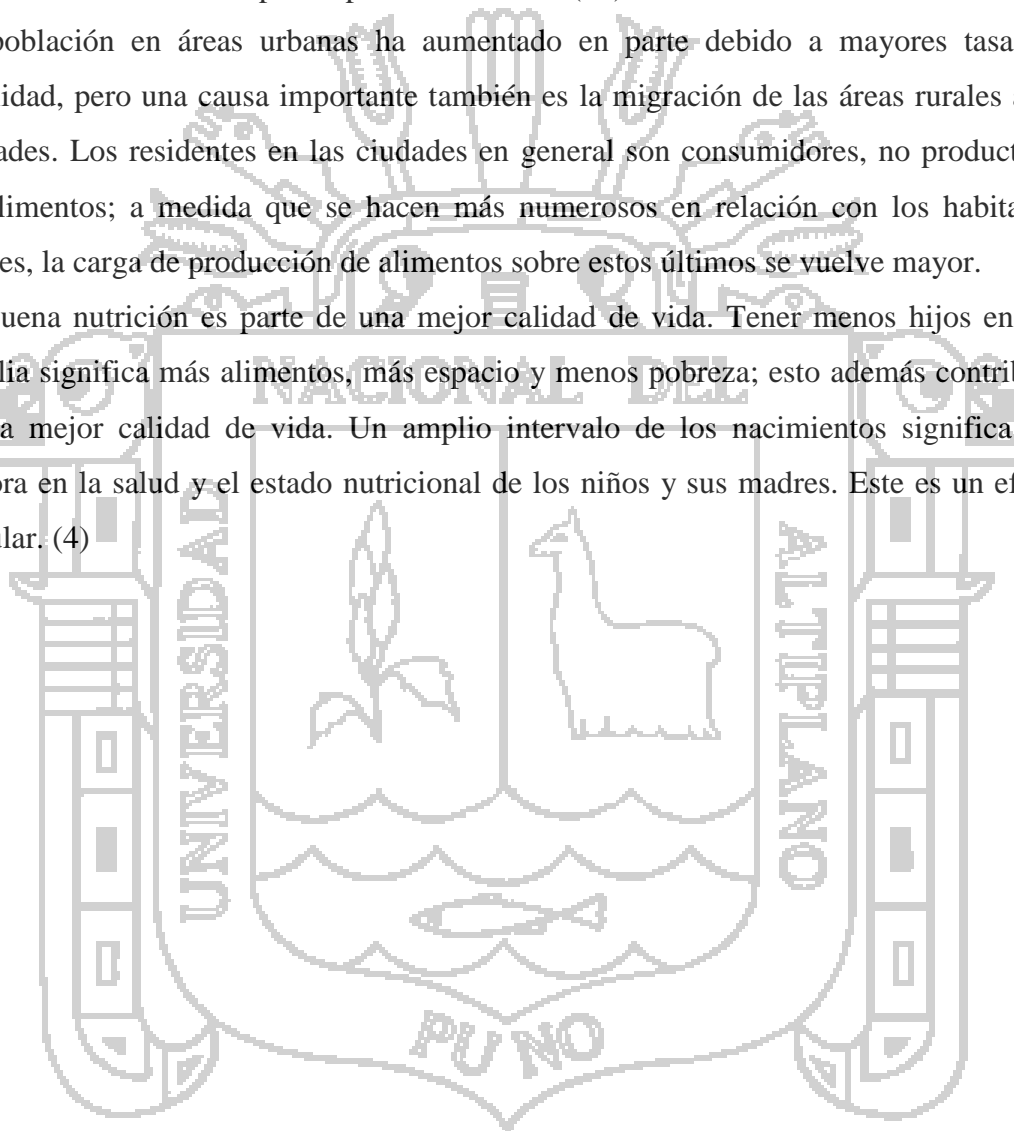 población en áreas urbanas ha aumentado en parte debido a mayores tasa
idad, pero una causa importante también es la migración de las áreas rurales a
ades. Los residentes en las ciudades en general son consumidores, no product
limentos; a medida que se hacen más numerosos en relación con los habita
es, la carga de producción de alimentos sobre estos últimos se vuelve mayor.
uena nutrición es parte de una mejor calidad de vida. Tener menos hijos en
lia significa más alimentos, más espacio y menos pobreza; esto además contrib
a mejor calidad de vida. Un amplio intervalo de los nacimientos significa
ora en la salud y el estado nutricional de los niños y sus madres. Este es un ef
lar. (4)
NACIONAL DEL
UNIVERSIDAD
ALTIPLANO
PUNO